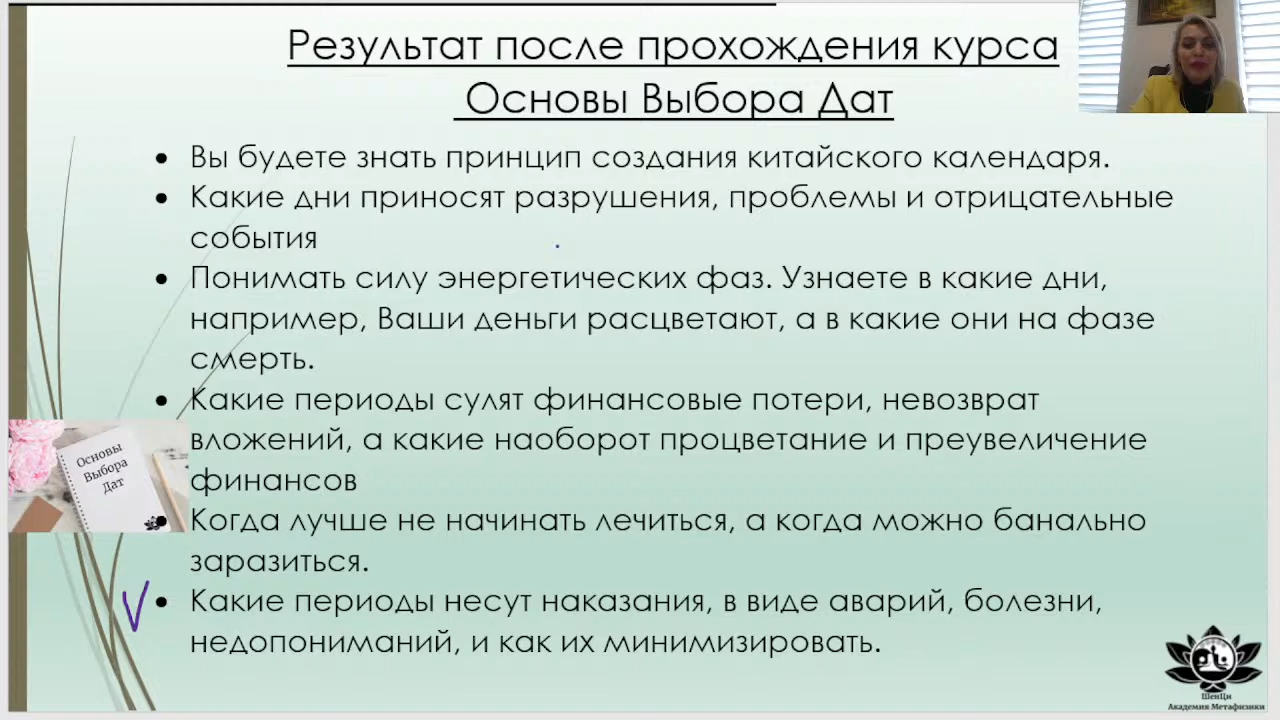 Результат после прохождения курса
Основы Выбора Дат
• Вы будете знать принцип создания китайского календаря.
• Какие дни приносят разрушения, проблемы и отрицательные
события
• Понимать силу энергетических фаз. Узнаете в какие дни,
например, Ваши деньги расцветают, а в какие они на фазе
смерть.
• Какие периоды сулят финансовые потери, невозврат
вложений, а какие наоборот процветание и преувеличение
финансов
• Когда лучше не начинать лечиться, а когда можно банально
заразиться.
• Какие периоды несут наказания, в виде аварий, болезни,
недопониманий, и как их минимизировать.
Основы
Выбора
Дат
ШенЦи
Академия Метафизики